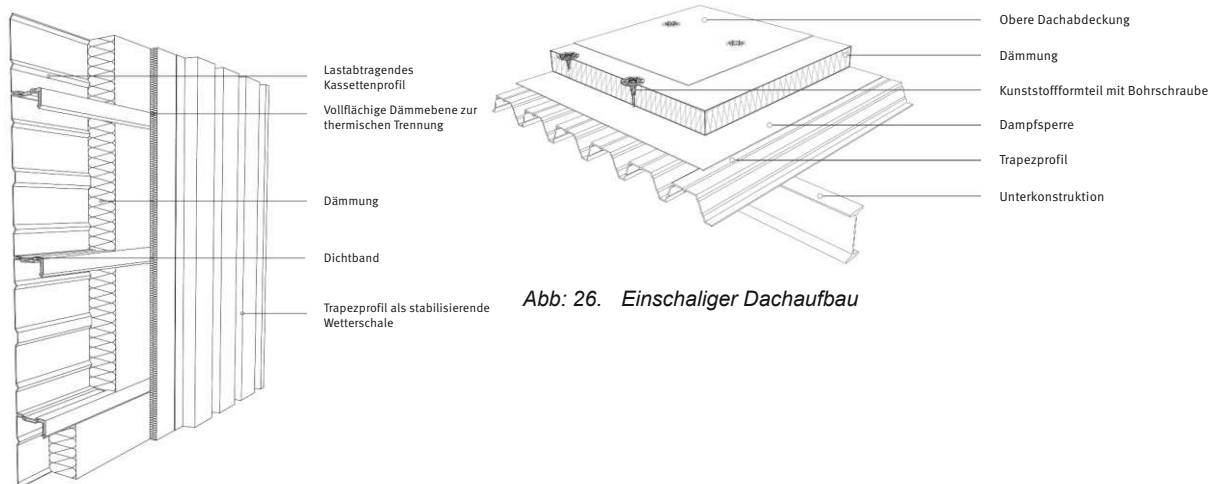 Lastabtragendes
Kassettenprofil
Vollflächige Dämmebene zur
thermischen Trennung
Dämmung
Dichtband
Trapezprofil als stabilisierende
Wetterschale
Obere Dachabdeckung
Dämmung
Kunststoffformteil mit Bohrschraube
Dampfsperre
Trapezprofil
Unterkonstruktion
Abb: 26. Einschaliger Dachaufbau